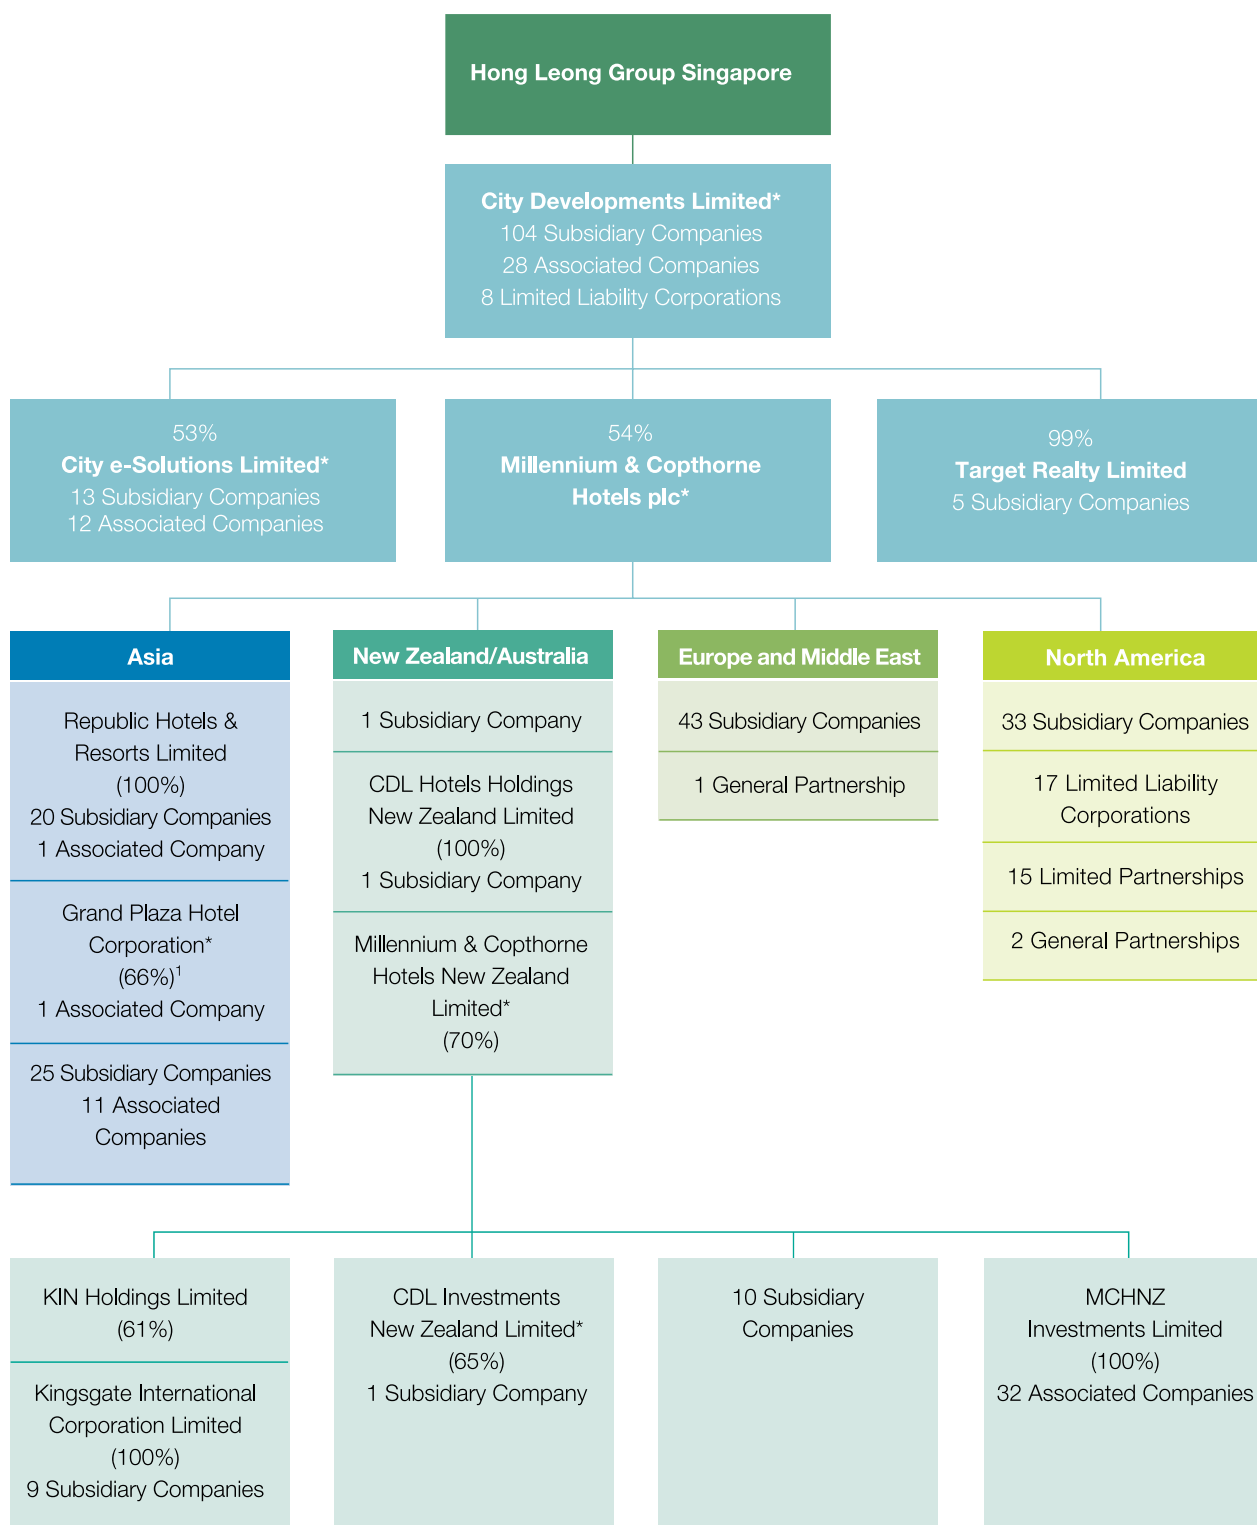 Hong Leong Group Singapore
City Developments Limited*
104 Subsidiary Companies
28 Associated Companies
8 Limited Liability Corporations
53%
City e-Solutions Limited*
13 Subsidiary Companies
12 Associated Companies
54%
Millennium & Copthorne
Hotels plc*
99%
Target Realty Limited
5 Subsidiary Companies
Asia
Republic Hotels &
Resorts Limited
(100%)
20 Subsidiary Companies
1 Associated Company
Grand Plaza Hotel
Corporation*
(66%)¹
1 Associated Company
25 Subsidiary Companies
11 Associated
Companies
New Zealand/Australia
1 Subsidiary Company
CDL Hotels Holdings
New Zealand Limited
(100%)
1 Subsidiary Company
Millennium & Copthorne
Hotels New Zealand
Limited*
(70%)
Europe and Middle East
43 Subsidiary Companies
1 General Partnership
North America
33 Subsidiary Companies
17 Limited Liability
Corporations
15 Limited Partnerships
2 General Partnerships
KIN Holdings Limited
(61%)
Kingsgate International
Corporation Limited
(100%)
9 Subsidiary Companies
CDL Investments
New Zealand Limited*
(65%)
1 Subsidiary Company
10 Subsidiary
Companies
MCHNZ
Investments Limited
(100%)
32 Associated Companies